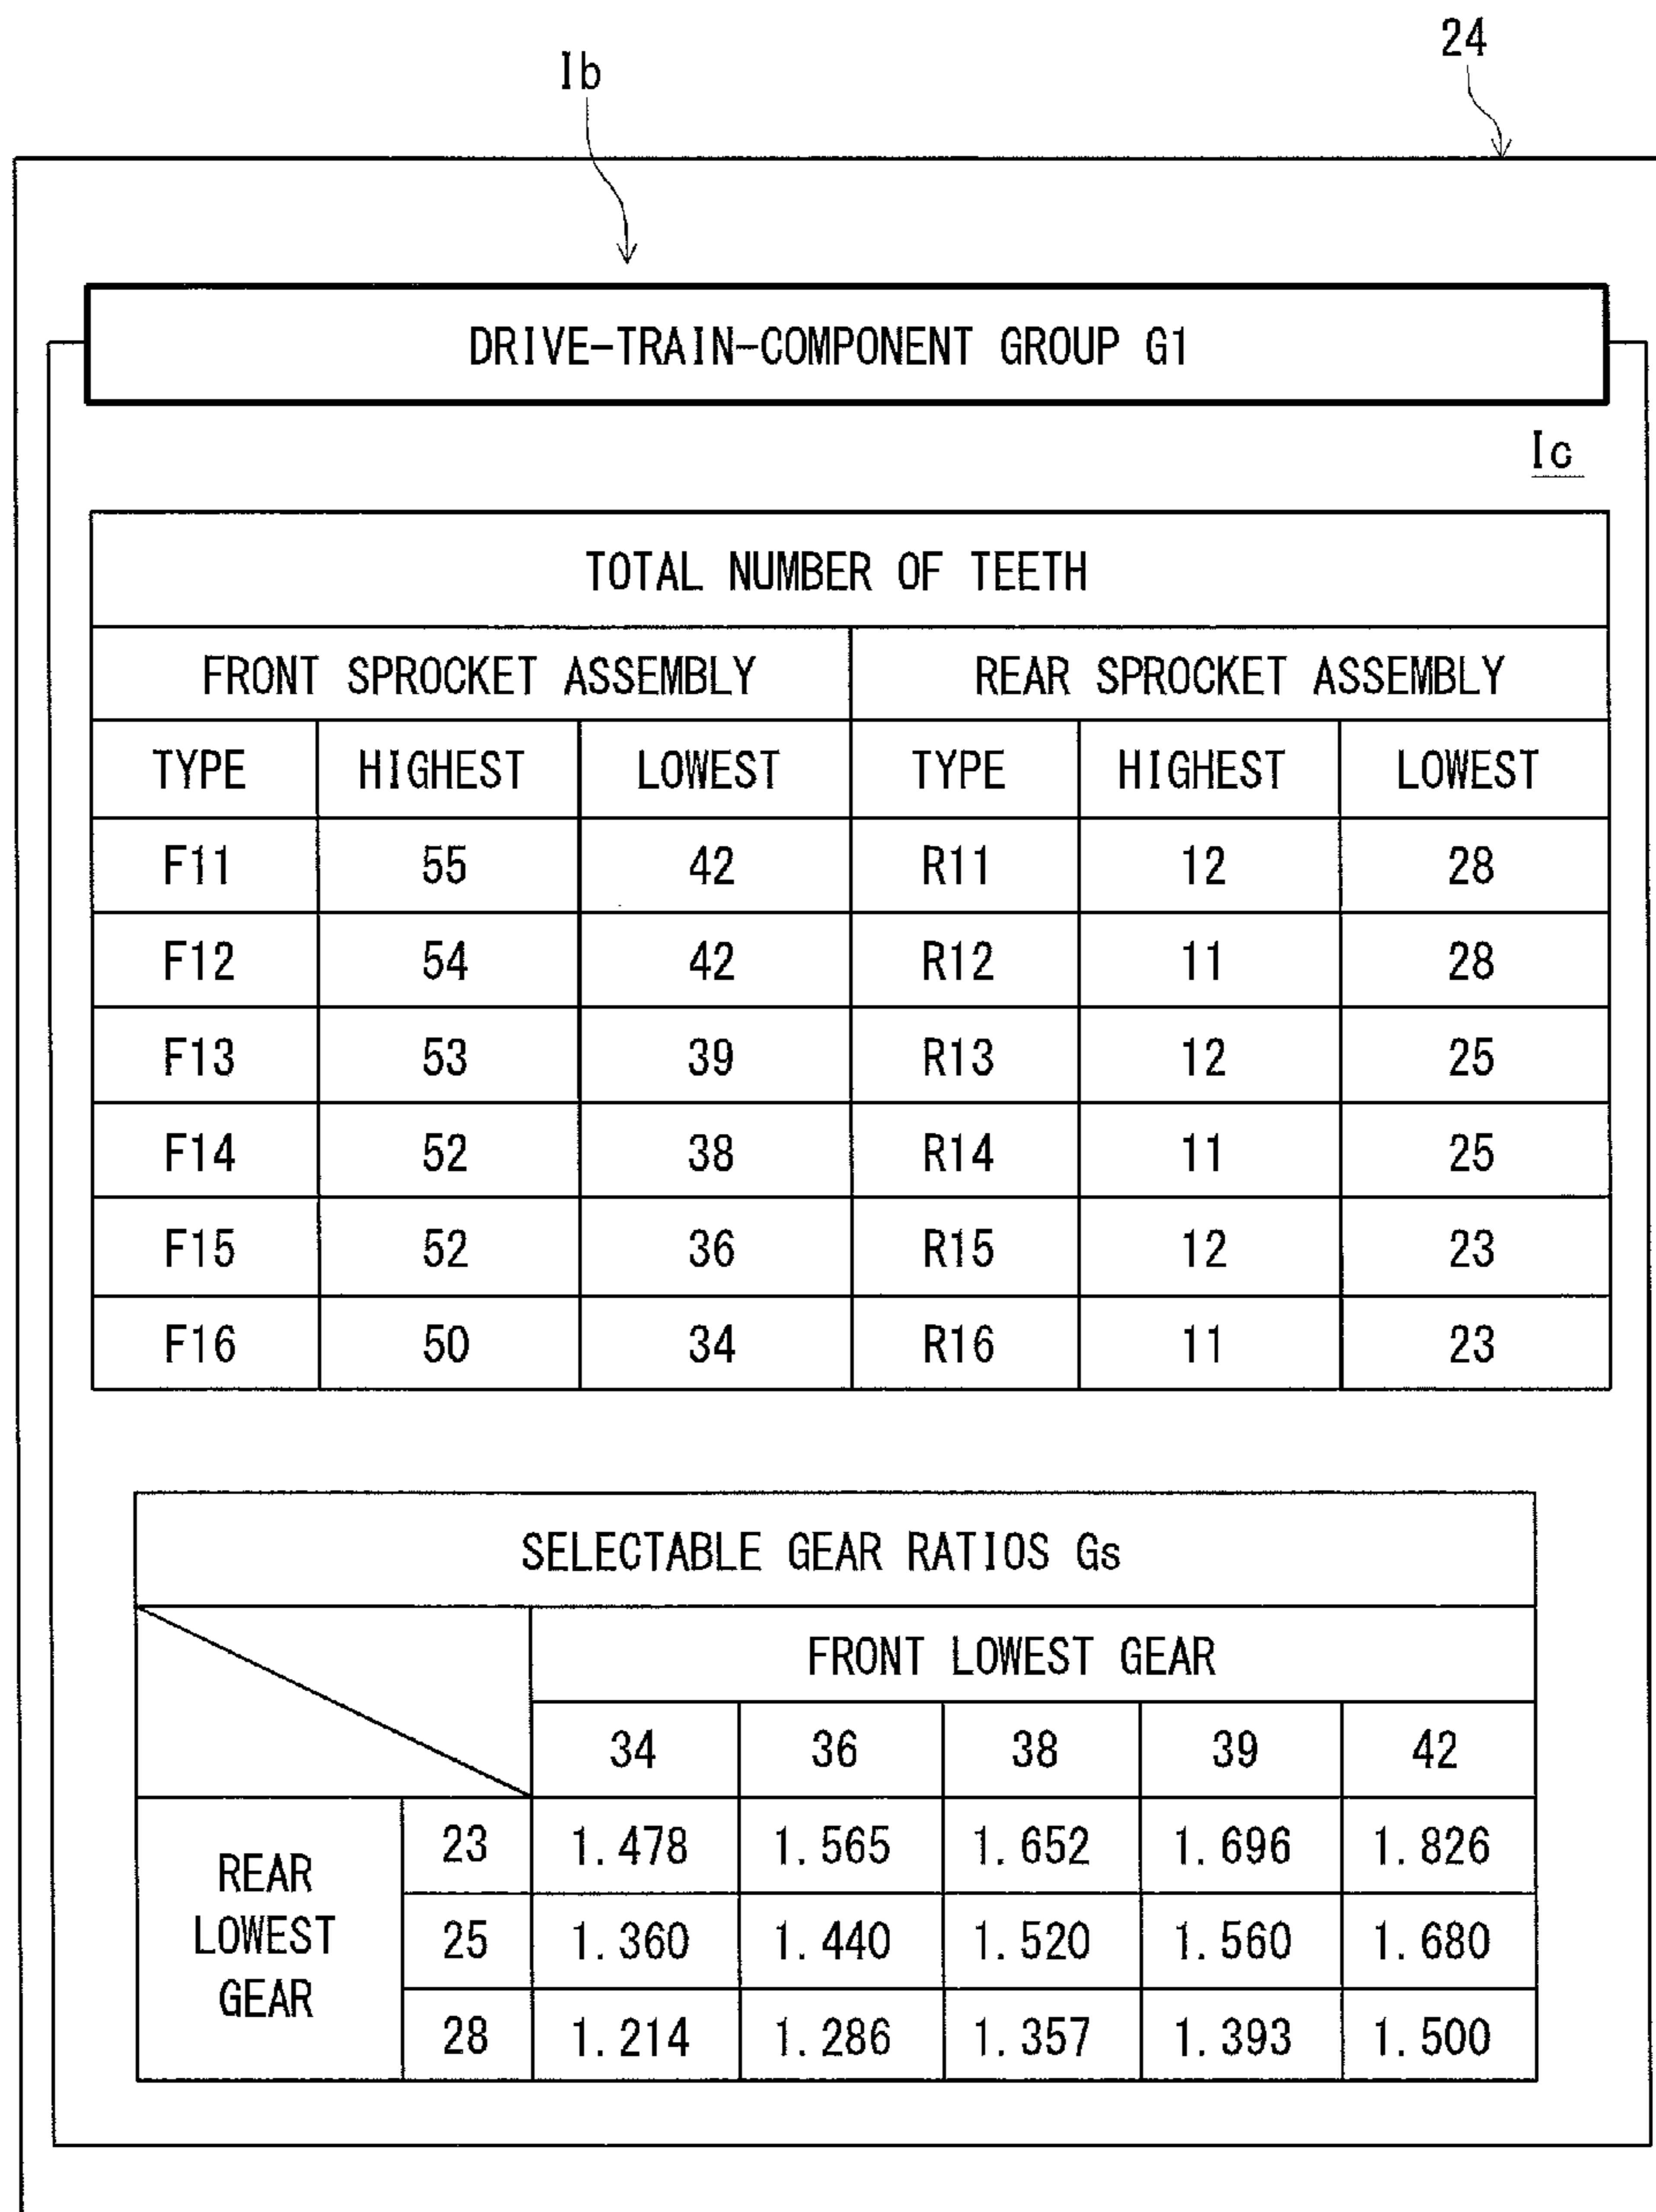 24
Ib
DRIVE-TRAIN-COMPONENT GROUP G1
Ic
TOTAL NUMBER OF TEETH
FRONT SPROCKET ASSEMBLY REAR SPROCKET ASSEMBLY
TYPE HIGHEST LOWEST TYPE HIGHEST LOWEST
F11 55 42 R11 12 28
F12 54 42 R12 11 28
F13 53 39 R13 12 25
F14 52 38 R14 11 25
F15 52 36 R15 12 23
F16 50 34 R16 11 23
SELECTABLE GEAR RATIOS Gs
FRONT LOWEST GEAR
34 36 38 39 42
REAR
LOWEST
GEAR
23 1.478 1.565 1.652 1.696 1.826
25 1.360 1.440 1.520 1.560 1.680
28 1.214 1.286 1.357 1.393 1.500